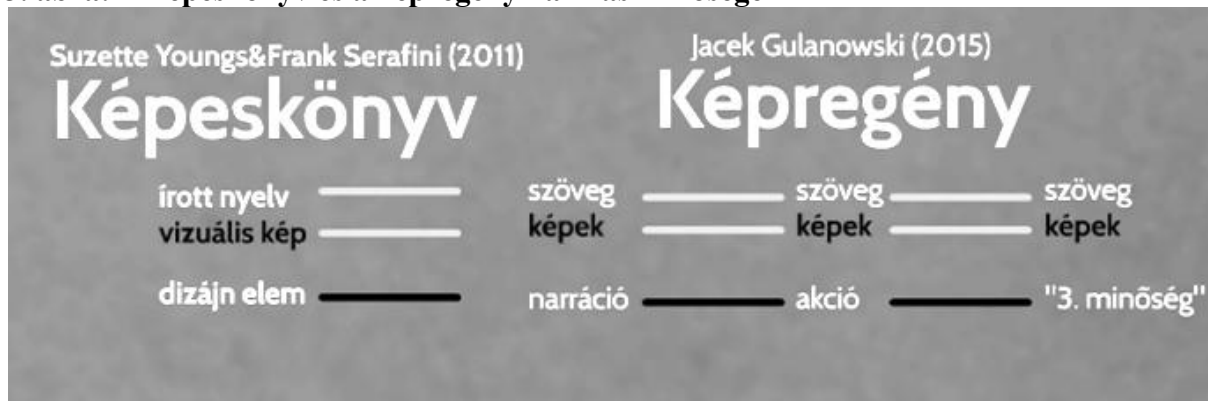 Suzette Youngs&Frank Serafini (2011)
Képeskönyv
írott nyelv
vizuális kép
dizájn elem
Jacek Gulanowski (2015)
Képregény
szöveg szöveg szöveg
képek képek képek
narráció akció "3. minőség"